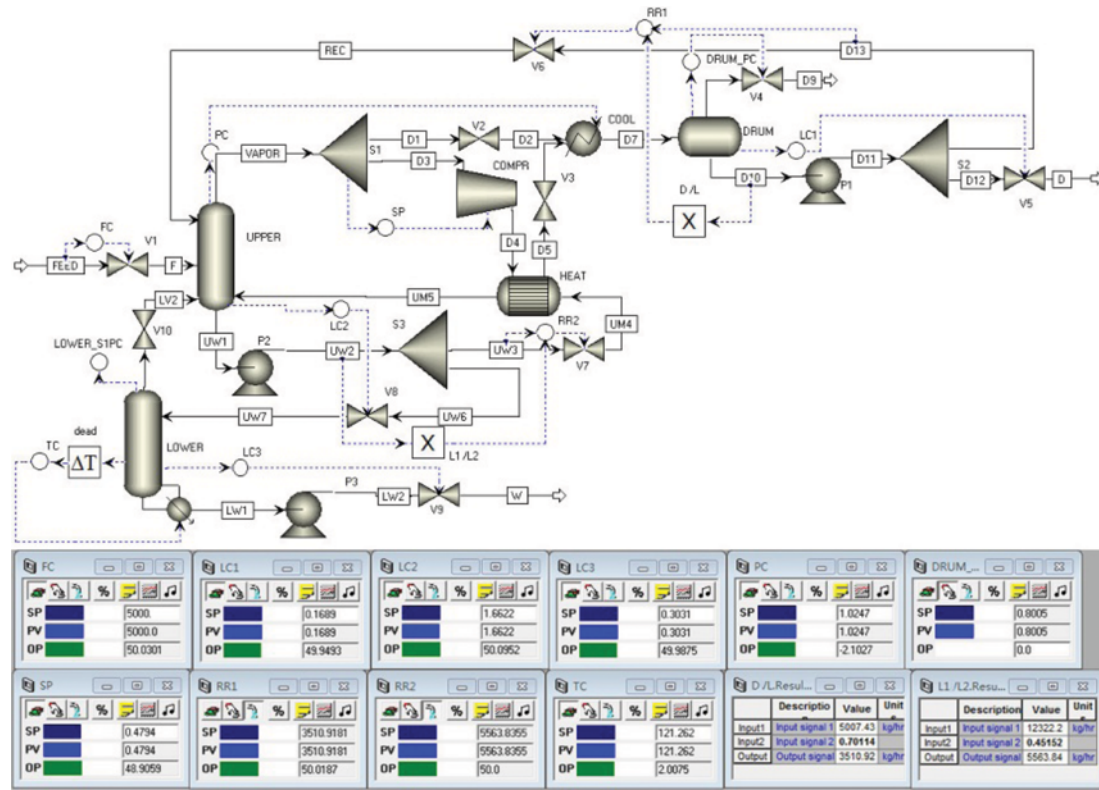 RR1
REC
V6
D13
DRUM_PC
V4
D9
PC
VAPOR
S1
D1
V2
D2
COOL
D7
DRUM
LC1
D11
S2
D3
COMPR
V3
D10
P1
D12
V5
D
D/L
X
FC
V1
SP
UPPER
D4
D5
FEED
F
HEAT
LV2
UM5
UM4
V10
LC2
RR2
UW1
P2
UW2
S3
UW3
V7
LOWER_S1PC
V8
UW7
UW6
TC
dead
ΔT
LOWER
X
L1/L2
LC3
P3
LW1
LW2
V9
W
FC
SP 5000.
PV 5000.0
OP 50.0301
LC1
SP 0.1689
PV 0.1689
OP 49.9493
LC2
SP 1.6622
PV 1.6622
OP 50.0952
LC3
SP 0.3031
PV 0.3031
OP 49.9875
PC
SP 1.0247
PV 1.0247
OP -2.1027
DRUM_...
SP 0.8005
PV 0.8005
OP 0.0
SP
SP 0.4794
PV 0.4794
OP 48.9059
RR1
SP 3510.9181
PV 3510.9181
OP 50.0187
RR2
SP 5563.8355
PV 5563.8355
OP 50.0
TC
SP 121.262
PV 121.262
OP 2.0075
D /L.Resul...
Descriptio Value Unit
Input1 Input signal 1 5007.43 kg/hr
Input2 Input signal 2 0.70114
Output Output signal 3510.92 kg/hr
L1 /L2.Resu...
Description Value Unit
Input1 Input signal 1 12322.2 kg/hr
Input2 Input signal 2 0.45152
Output Output signal 5563.84 kg/hr